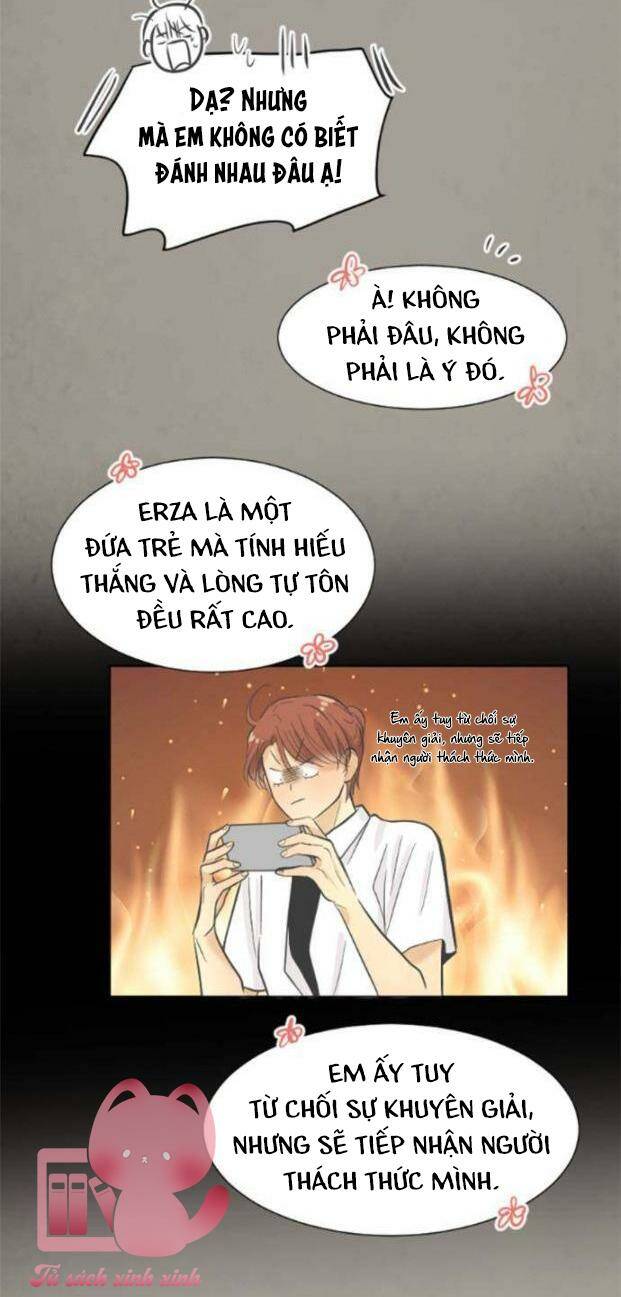 DẠ? NHƯNG
MÀ EM KHÔNG CÓ BIẾT
ĐÁNH NHAU ĐÂU Ạ!
À! KHÔNG
PHẢI ĐÂU, KHÔNG
PHẢI LÀ Ý ĐÓ.
ERZA LÀ MỘT
ĐỨA TRẺ MÀ TÍNH HIẾU
THẮNG VÀ LÒNG TỰ TÔN
ĐỀU RẤT CAO.
Em ấy tuy từ chối sự
khuyên giải, nhưng sẽ tiếp
nhận người thách thức mình.
EM ẤY TUY
TỪ CHỐI SỰ KHUYÊN GIẢI,
NHƯNG SẼ TIẾP NHẬN NGƯỜI
THÁCH THỨC MÌNH.
Tủ sách xinh xinh